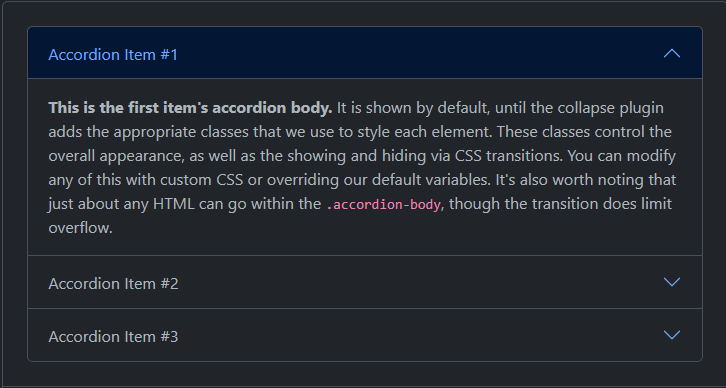 Accordion Item #1
This is the first item's accordion body. It is shown by default, until the collapse plugin
adds the appropriate classes that we use to style each element. These classes control the
overall appearance, as well as the showing and hiding via CSS transitions. You can modify
any of this with custom CSS or overriding our default variables. It's also worth noting that
just about any HTML can go within the .accordion-body, though the transition does limit
overflow.
Accordion Item #2
Accordion Item #3